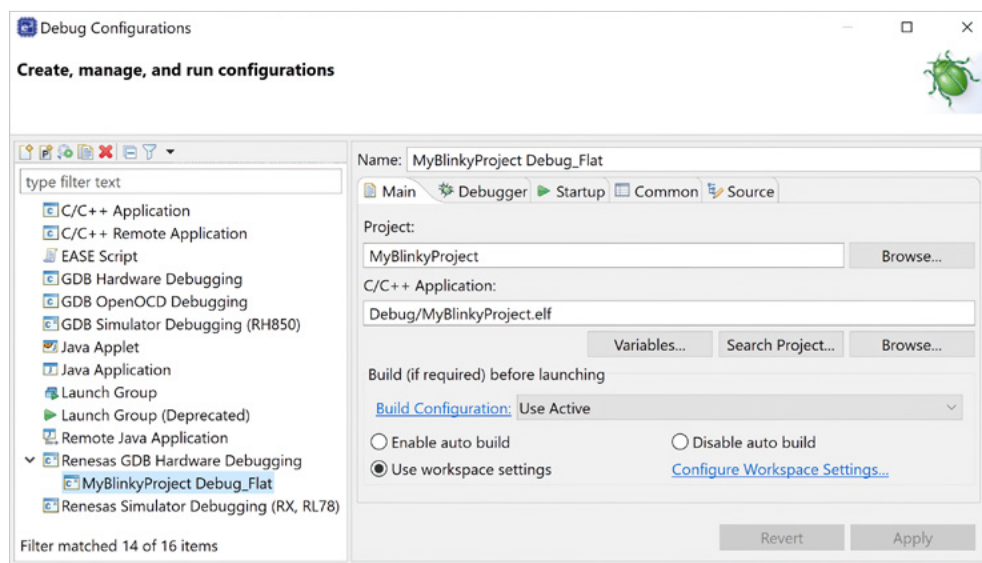 Debug Configurations
Create, manage, and run configurations
type filter text
C/C++ Application
C/C++ Remote Application
EASE Script
GDB Hardware Debugging
GDB OpenOCD Debugging
GDB Simulator Debugging (RH850)
Java Applet
Java Application
Launch Group
Launch Group (Deprecated)
Remote Java Application
Renesas GDB Hardware Debugging
MyBlinkyProject Debug_Flat
Renesas Simulator Debugging (RX, RL78)
Filter matched 14 of 16 items
Name: MyBlinkyProject Debug_Flat
Main Debugger Startup Common Source
Project:
MyBlinkyProject Browse...
C/C++ Application:
Debug/MyBlinkyProject.elf
Variables... Search Project... Browse...
Build (if required) before launching
Build Configuration: Use Active
Enable auto build Disable auto build
Use workspace settings Configure Workspace Settings...
Revert Apply